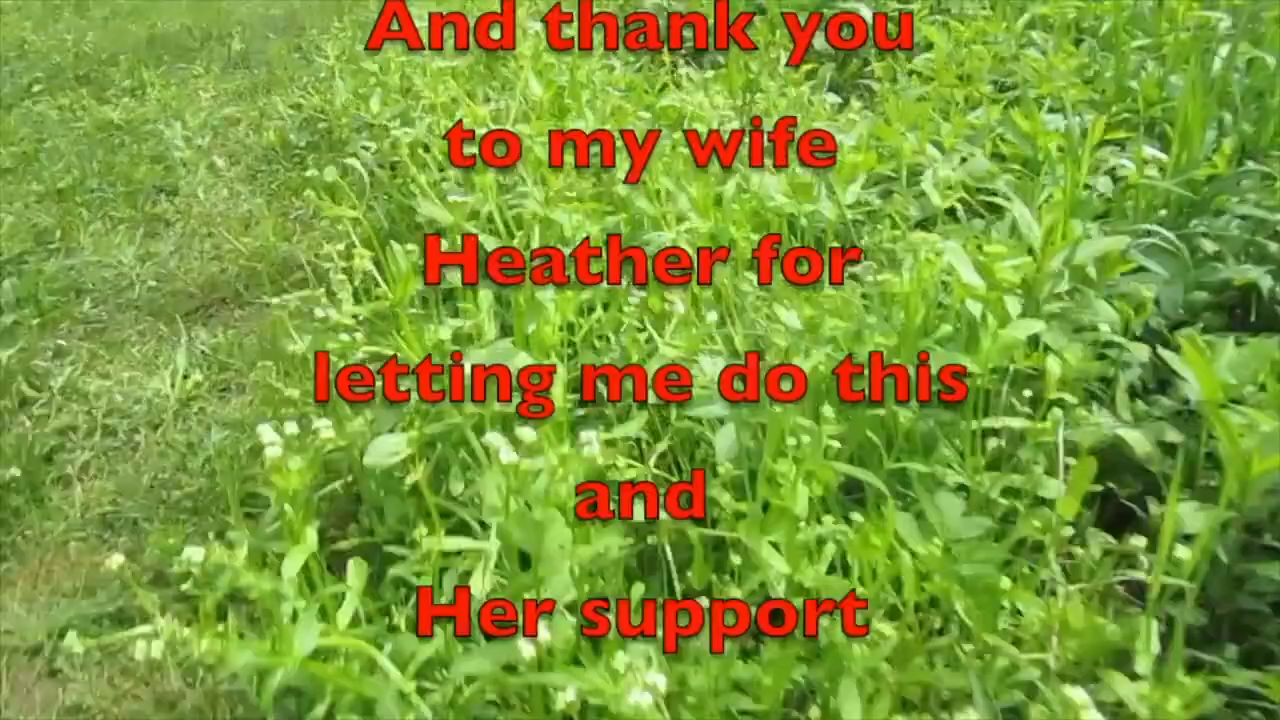 And thank you
to my wife
Heather for
letting me do this
and
Her support